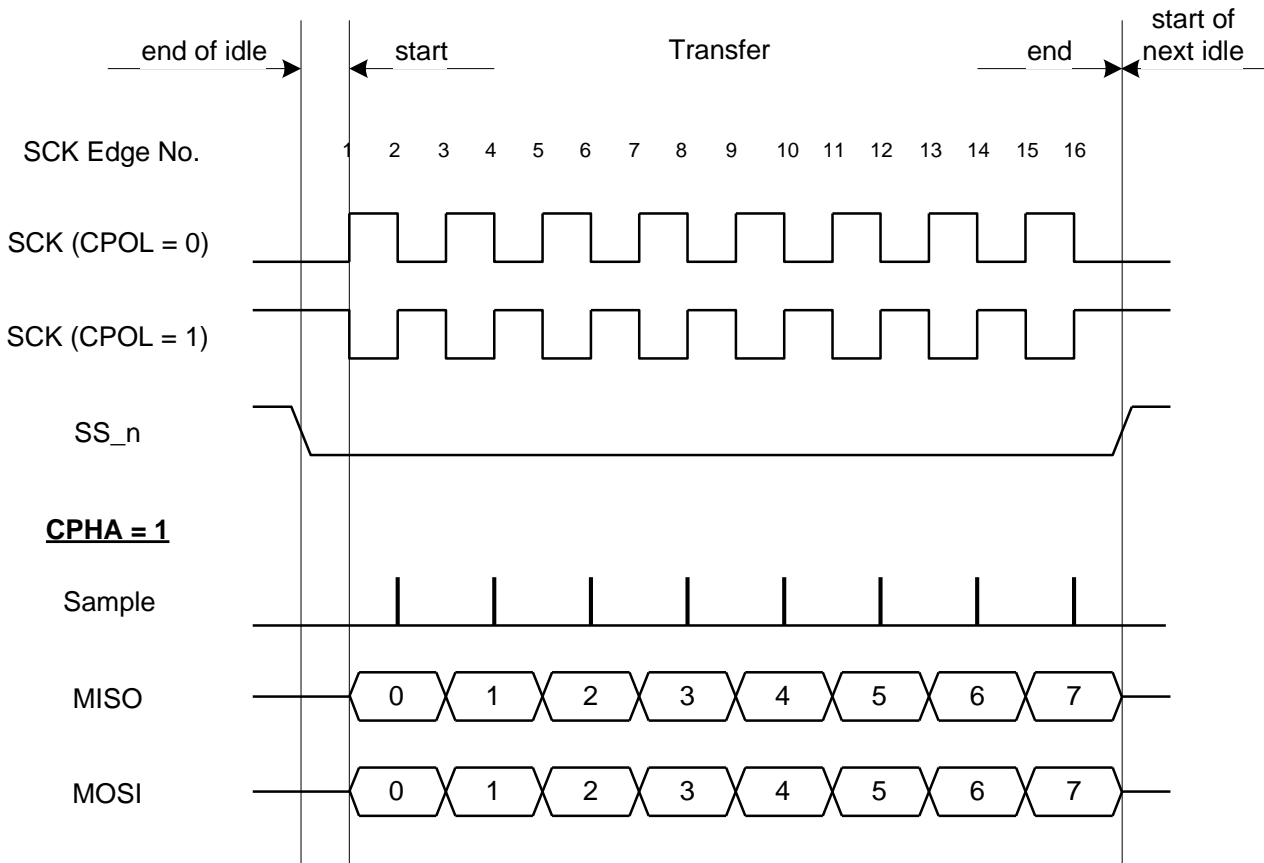 end of idle start Transfer end start of
next idle
SCK Edge No. 1 2 3 4 5 6 7 8 9 10 11 12 13 14 15 16
SCK (CPOL = 0)
SCK (CPOL = 1)
SS_n
CPHA = 1
Sample
MISO 0 1 2 3 4 5 6 7
MOSI 0 1 2 3 4 5 6 7